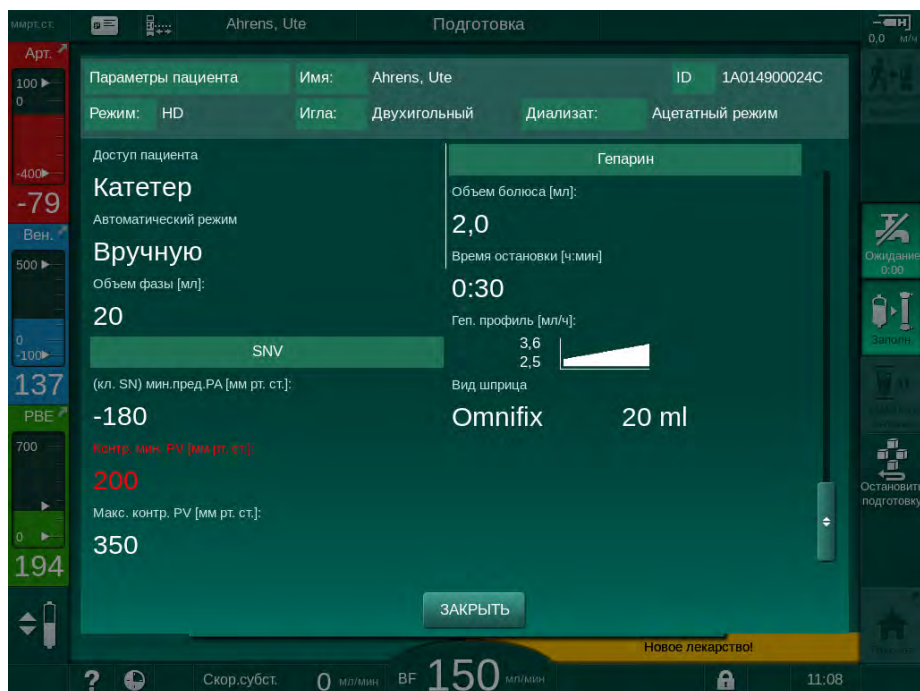 ммрт.ст.
Ahrens, Ute
Подготовка
0,0 м/ч
Арт.
100
0
-400
-79
Вен.
500
0
-100
137
PBE
700
0
194
Параметры пациента
Имя: Ahrens, Ute
ID 1A014900024C
Режим: HD
Игла: Двухигольный
Диализат: Ацетатный режим
Доступ пациента
Катетер
Автоматический режим
Вручную
Объем фазы [мл]:
20
SNV
(кл. SN) мин.пред.PA [мм рт. ст.]:
-180
Контр. мин. PV [мм рт. ст.]:
200
Макс. контр. PV [мм рт. ст.]:
350
Гепарин
Объем болюса [мл]:
2,0
Время остановки [ч:мин]
0:30
Геп. профиль [мл/ч]:
3,6
2,5
Вид шприца
Omnifix 20 ml
ЗАКРЫТЬ
Ожидание
0:00
Заполн.
Остановить
подготовку
Новое лекарство!
? Скор.субст. 0 мл/мин BF 150 мл/мин 11:08